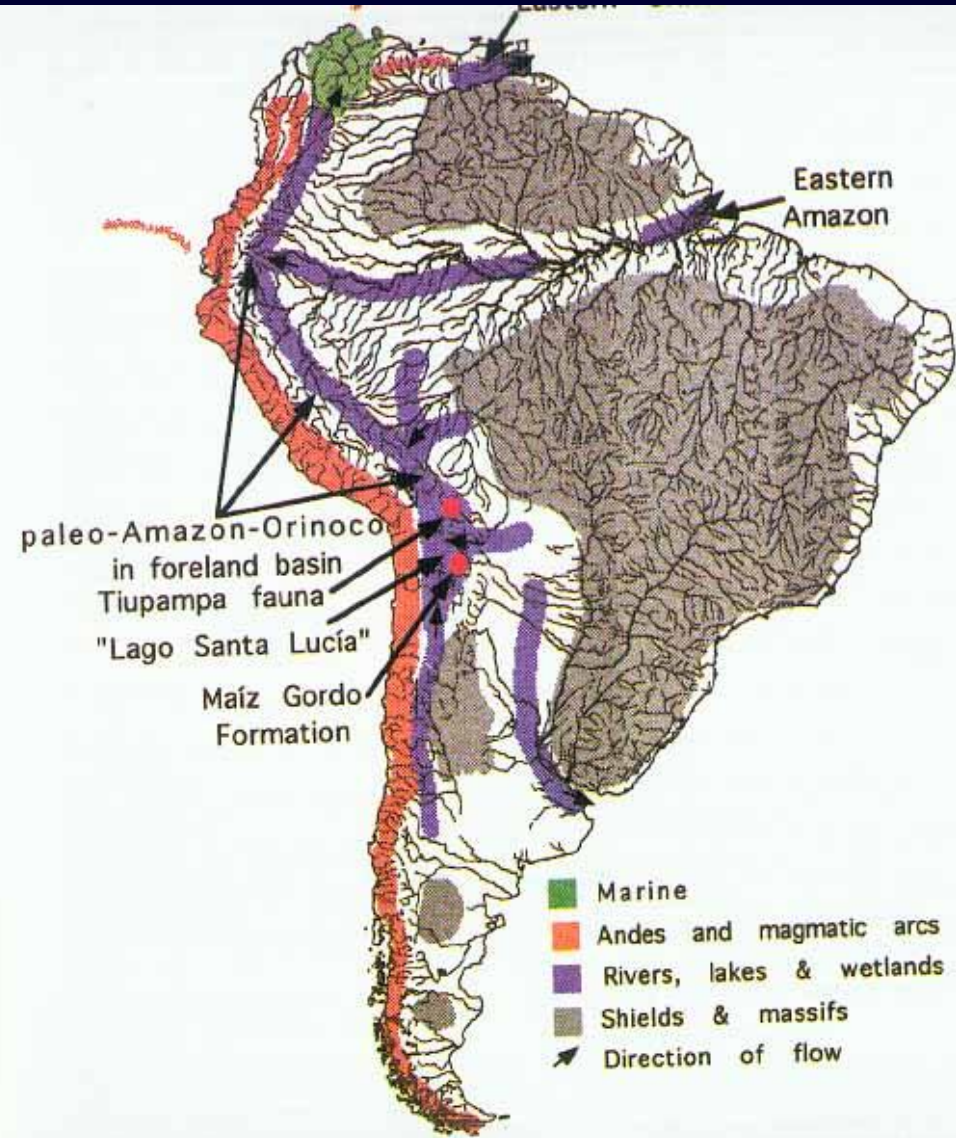 Eastern
Eastern
Amazon
paleo-Amazon-Orinoco
in foreland basin
Tiupampa fauna
"Lago Santa Lucía"
Maíz Gordo
Formation
Marine
Andes and magmatic arcs
Rivers, lakes & wetlands
Shields & massifs
Direction of flow